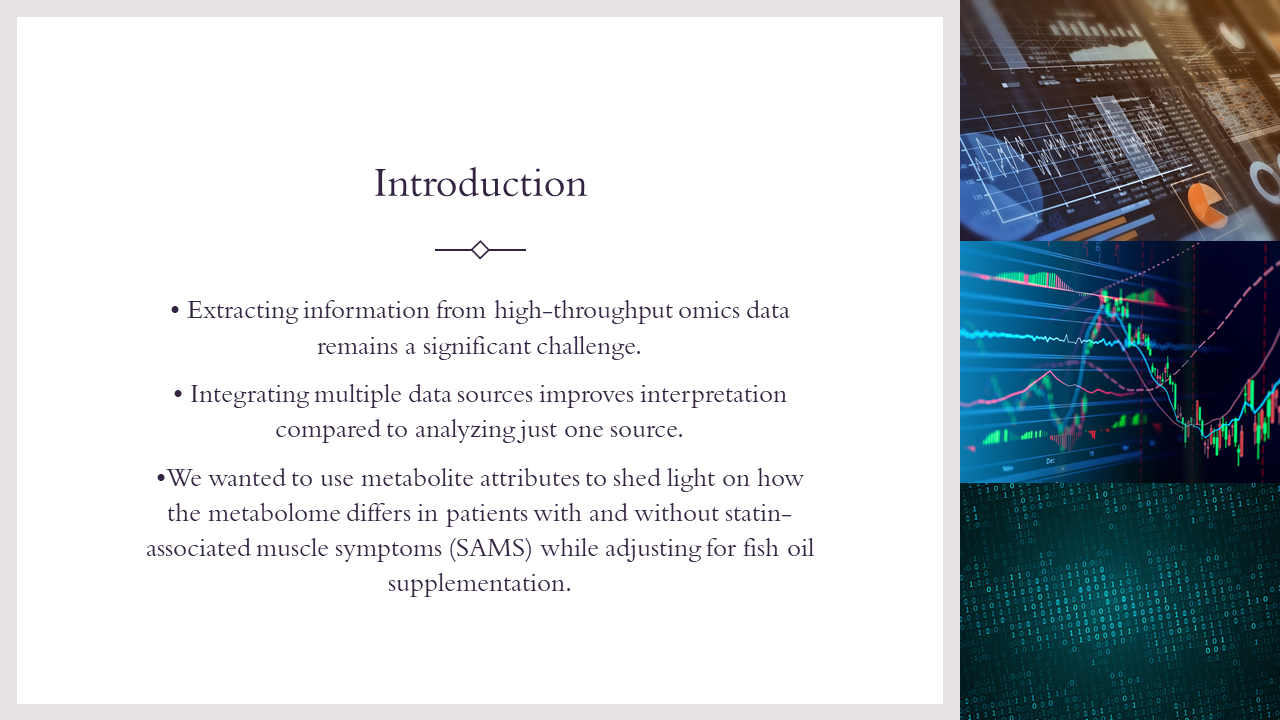 Introduction
• Extracting information from high-throughput omics data
remains a significant challenge.
• Integrating multiple data sources improves interpretation
compared to analyzing just one source.
•We wanted to use metabolite attributes to shed light on how
the metabolome differs in patients with and without statin-
associated muscle symptoms (SAMS) while adjusting for fish oil
supplementation.
Nov
Dec